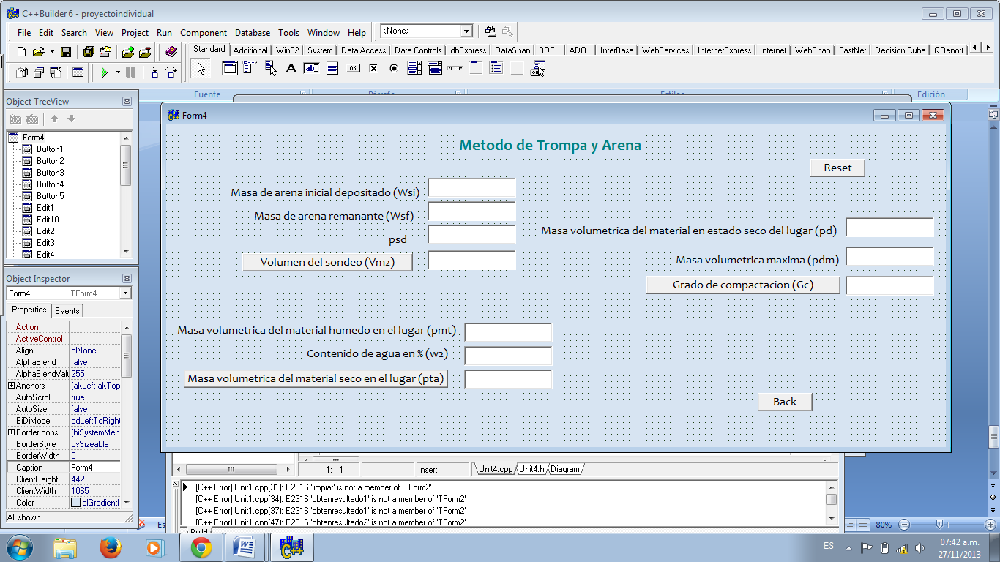 C++Builder 6 - proyectoindividual
File Edit Search View Project Run Component Database Tools Window Help
<None>
Standard Additional Win32 System Data Access Data Controls dbExpress DataSnap BDE ADO InterBase WebServices InternetExpress Internet WebSnap FastNet Decision Cube QReport
Fuente Párrafo Estilos Edición
Object TreeView
Form4
Button1
Button2
Button3
Button4
Button5
Edit1
Edit10
Edit2
Edit3
Edit4
Object Inspector
Form4 TForm4
Properties Events
Action
ActiveControl
Align alNone
AlphaBlend false
AlphaBlendValu 255
Anchors [akLeft,akTop
AutoScroll true
AutoSize false
BiDiMode bdLeftToRight
BorderIcons [biSystemMen
BorderStyle bsSizeable
BorderWidth 0
Caption Form4
ClientHeight 442
ClientWidth 1065
Color clGradientI
All shown
Form4
Metodo de Trompa y Arena
Reset
Masa de arena inicial depositado (Wsi)
Masa de arena remanante (Wsf)
psd
Volumen del sondeo (Vm2)
Masa volumetrica del material en estado seco del lugar (pd)
Masa volumetrica maxima (pdm)
Grado de compactacion (Gc)
Masa volumetrica del material humedo en el lugar (pmt)
Contenido de agua en % (w2)
Masa volumetrica del material seco en el lugar (pta)
Back
1: 1 Insert Unit4.cpp Unit4.h Diagram
[C++ Error] Unit1.cpp(31): E2316 'limpiar' is not a member of 'TForm2'
[C++ Error] Unit1.cpp(34): E2316 'obtenresultado1' is not a member of 'TForm2'
[C++ Error] Unit1.cpp(37): E2316 'obtenresultado1' is not a member of 'TForm2'
[C++ Error] Unit1.cpp(47): E2316 'obtenresultado2' is not a member of 'TForm2'
Build
Es
80%
ES
07:42 a.m.
27/11/2013